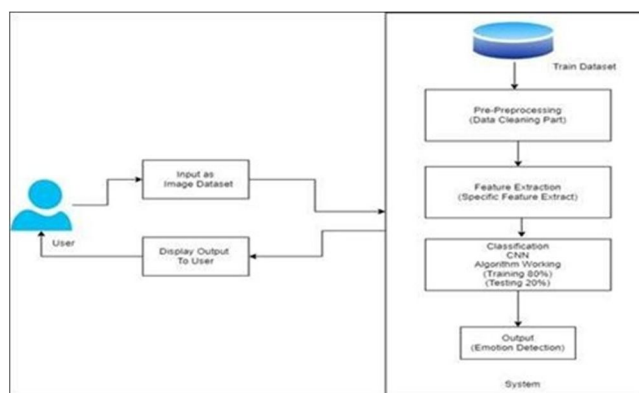 Train Dataset
Pre-Preprocessing
(Data Cleaning Part)
Input as
Image Dataset
Feature Extraction
(Specific Feature Extract)
User
Display Output
To User
Classification
CNN
Algorithm Working
(Training 80%)
(Testing 20%)
Output
(Emotion Detection)
System